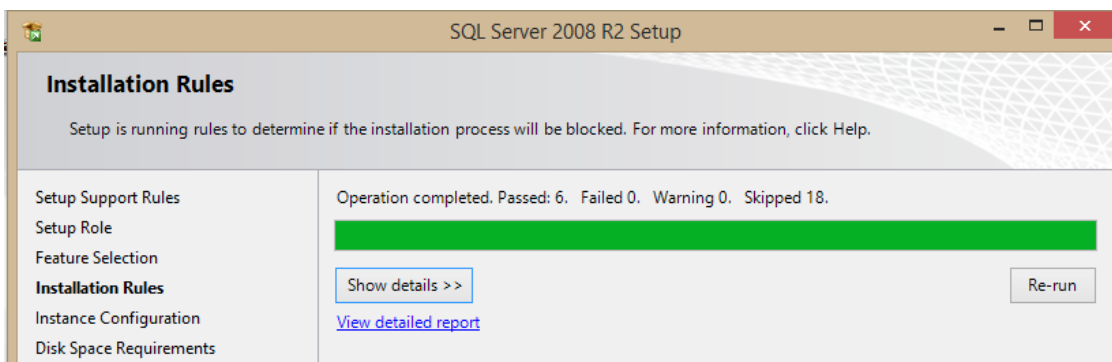 SQL Server 2008 R2 Setup
Installation Rules
Setup is running rules to determine if the installation process will be blocked. For more information, click Help.
Setup Support Rules
Setup Role
Feature Selection
Installation Rules
Instance Configuration
Disk Space Requirements
Operation completed. Passed: 6.   Failed 0.   Warning 0.   Skipped 18.
Show details >>
Re-run
View detailed report